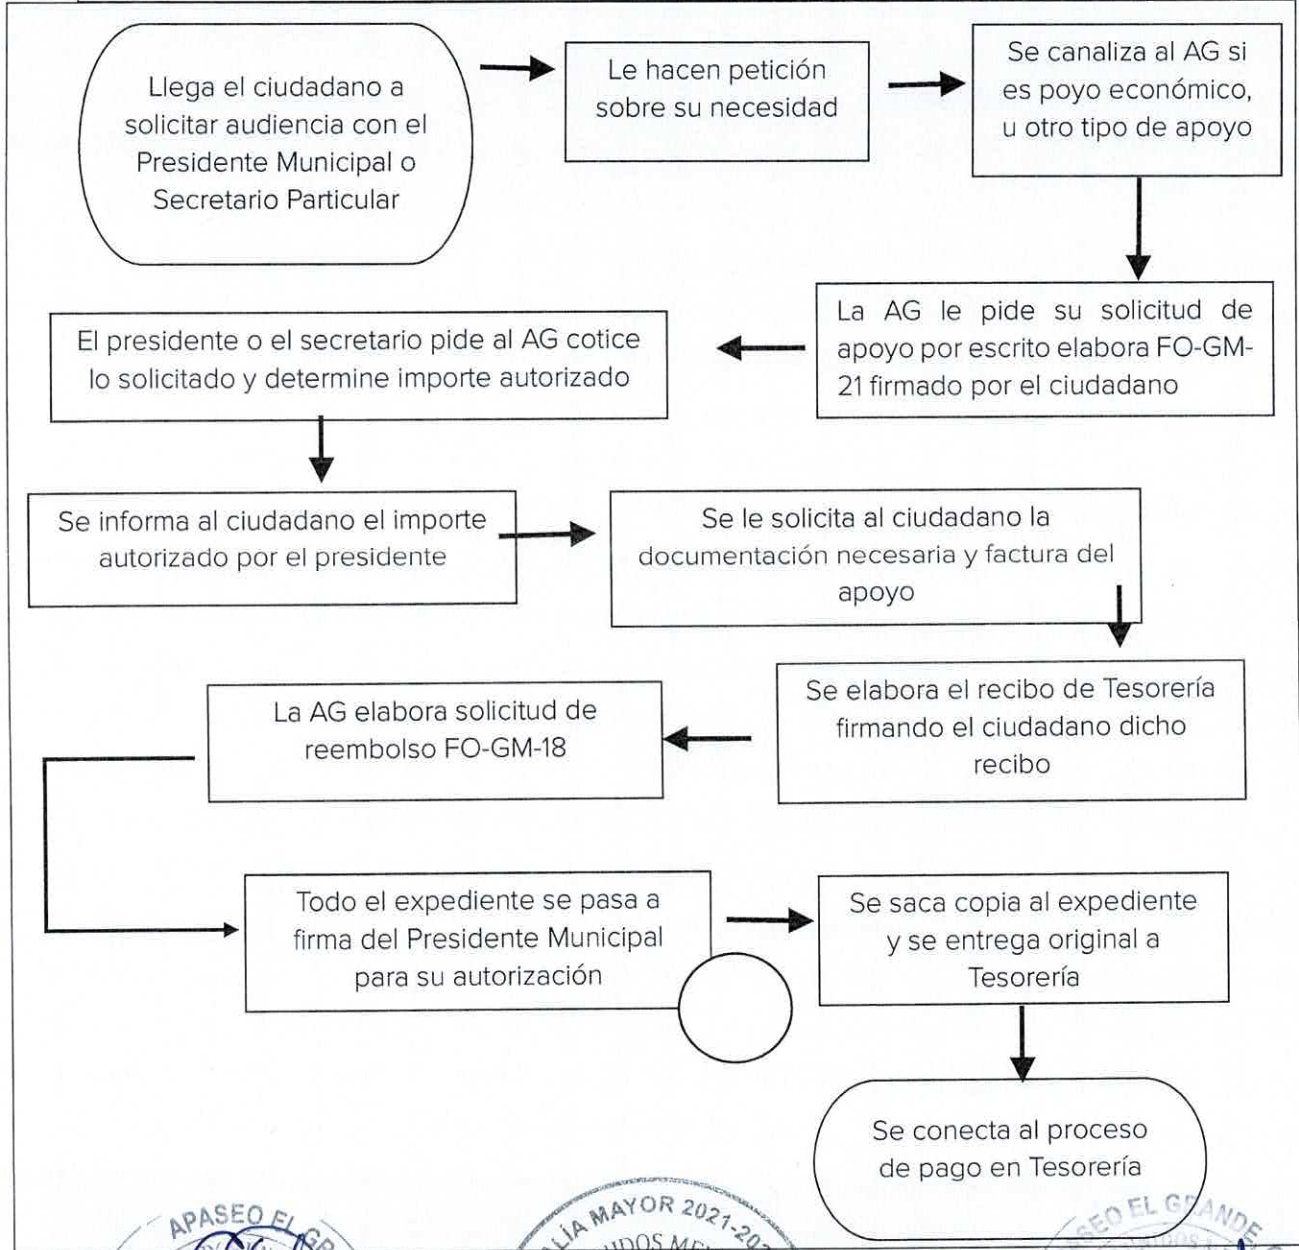 Llega el ciudadano a
solicitar audiencia con el
Presidente Municipal o
Secretario Particular
Le hacen petición
sobre su necesidad
Se canaliza al AG si
es poyo económico,
u otro tipo de apoyo
La AG le pide su solicitud de
apoyo por escrito elabora FO-GM-
21 firmado por el ciudadano
El presidente o el secretario pide al AG cotice
lo solicitado y determine importe autorizado
Se informa al ciudadano el importe
autorizado por el presidente
Se le solicita al ciudadano la
documentación necesaria y factura del
apoyo
Se elabora el recibo de Tesorería
firmando el ciudadano dicho
recibo
La AG elabora solicitud de
reembolso FO-GM-18
Todo el expediente se pasa a
firma del Presidente Municipal
para su autorización
Se saca copia al expediente
y se entrega original a
Tesorería
Se conecta al proceso
de pago en Tesorería
APASEO EL GR
ALÍA MAYOR 2021-202
SEO EL GRANDE